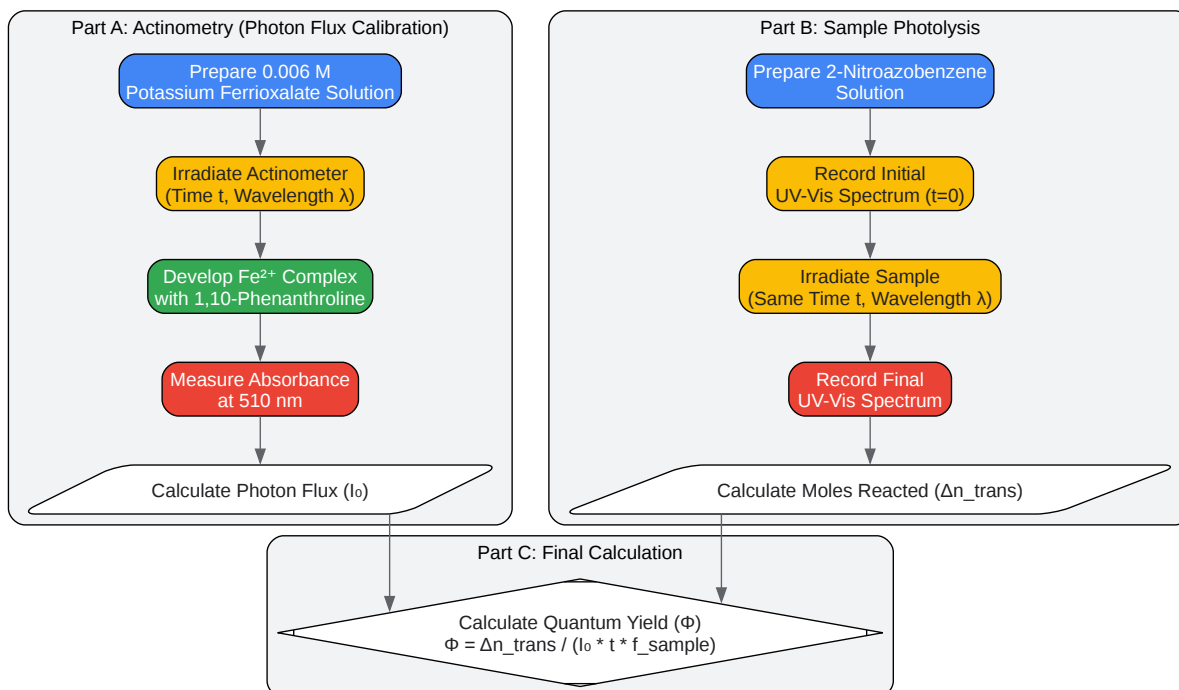 Part A: Actinometry (Photon Flux Calibration)
Prepare 0.006 M
Potassium Ferrioxalate Solution
Irradiate Actinometer
(Time t, Wavelength λ)
Develop Fe²⁺ Complex
with 1,10-Phenanthroline
Measure Absorbance
at 510 nm
Calculate Photon Flux (I₀)
Part B: Sample Photolysis
Prepare 2-Nitroazobenzene
Solution
Record Initial
UV-Vis Spectrum (t=0)
Irradiate Sample
(Same Time t, Wavelength λ)
Record Final
UV-Vis Spectrum
Calculate Moles Reacted (Δn_trans)
Part C: Final Calculation
Calculate Quantum Yield (Φ)
Φ = Δn_trans / (I₀ * t * f_sample)